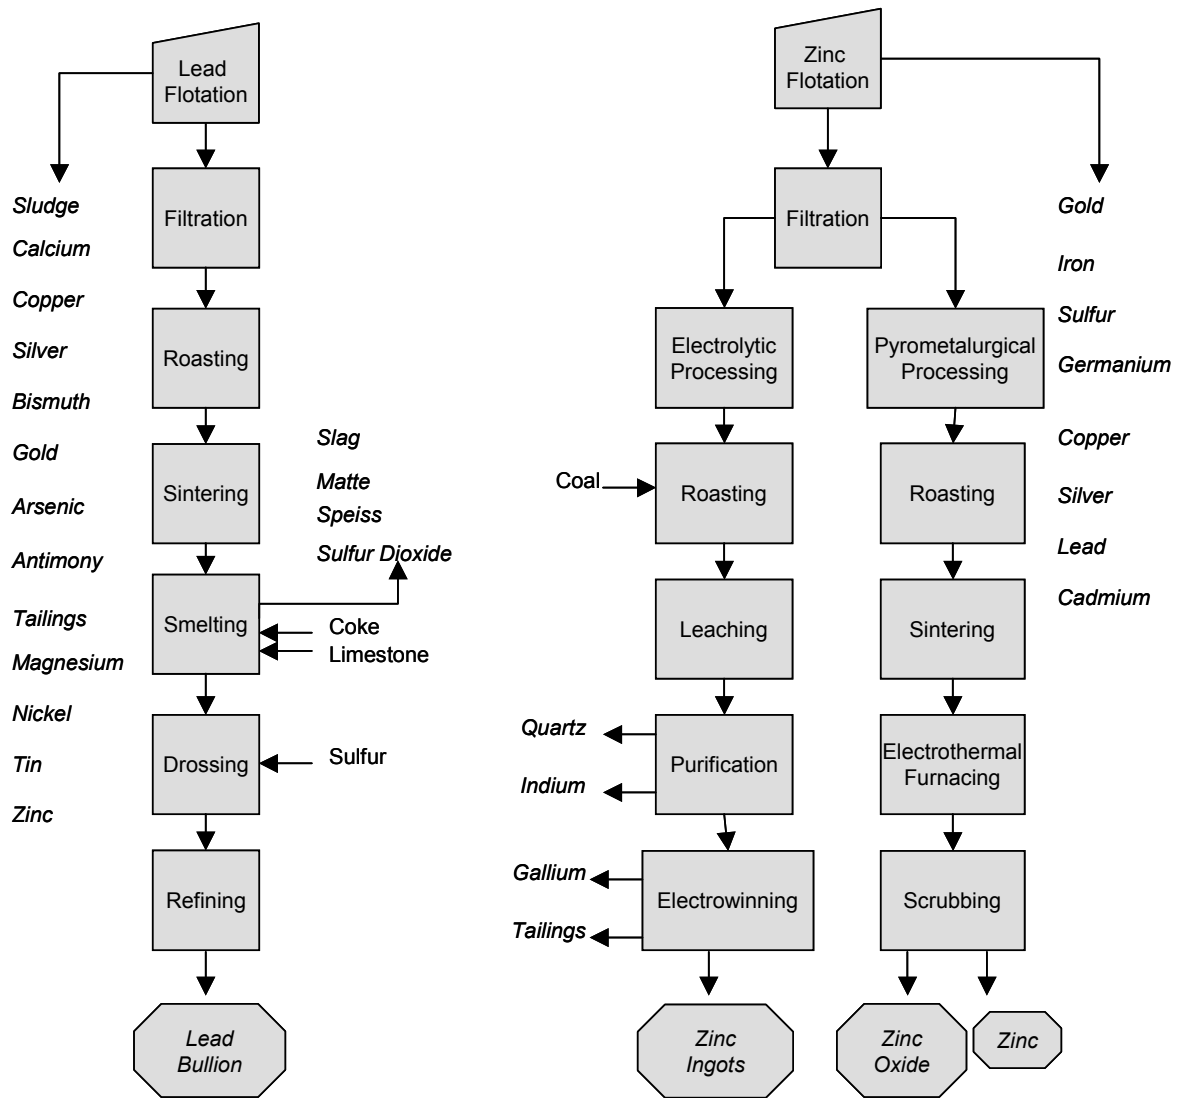 Lead
Flotation
Sludge
Calcium
Copper
Silver
Bismuth
Gold
Arsenic
Antimony
Tailings
Magnesium
Nickel
Tin
Zinc
Filtration
Roasting
Sintering
Smelting
Drossing
Refining
Lead
Bullion
Slag
Matte
Speiss
Sulfur Dioxide
Coke
Limestone
Sulfur
Zinc
Flotation
Filtration
Electrolytic
Processing
Coal
Roasting
Leaching
Quartz
Indium
Purification
Gallium
Tailings
Electrowinning
Zinc
Ingots
Pyrometalurgical
Processing
Roasting
Sintering
Electrothermal
Furnacing
Scrubbing
Zinc
Oxide
Zinc
Gold
Iron
Sulfur
Germanium
Copper
Silver
Lead
Cadmium